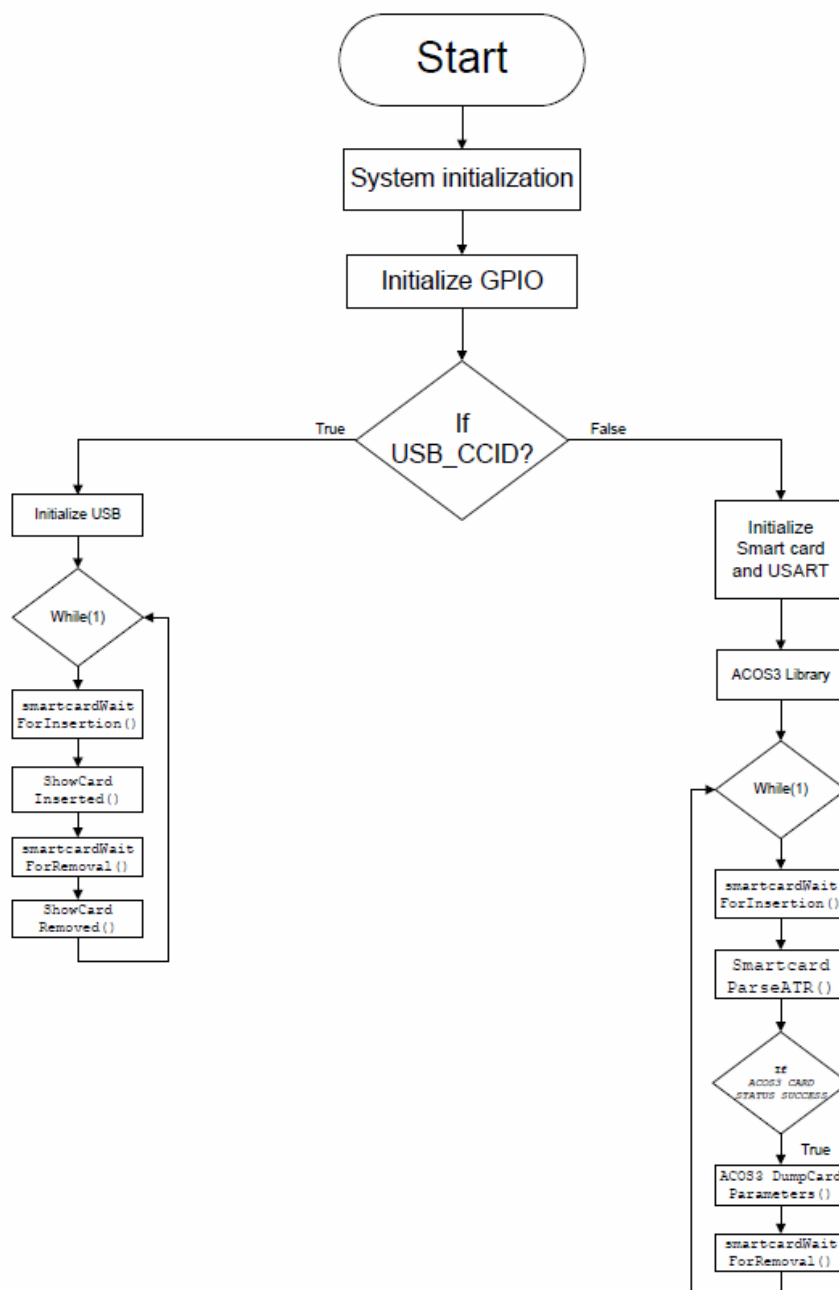 Start
System initialization
Initialize GPIO
If
USB_CCID?
True
False
Initialize USB
While(1)
smartcardWait
ForInsertion()
ShowCard
Inserted()
smartcardWait
ForRemoval()
ShowCard
Removed()
Initialize
Smart card
and USART
ACOS3 Library
While(1)
smartcardWait
ForInsertion()
Smartcard
ParseATR()
If
ACOS3 CARD
STATUS SUCCESS
True
ACOS3 DumpCard
Parameters()
smartcardWait
ForRemoval()